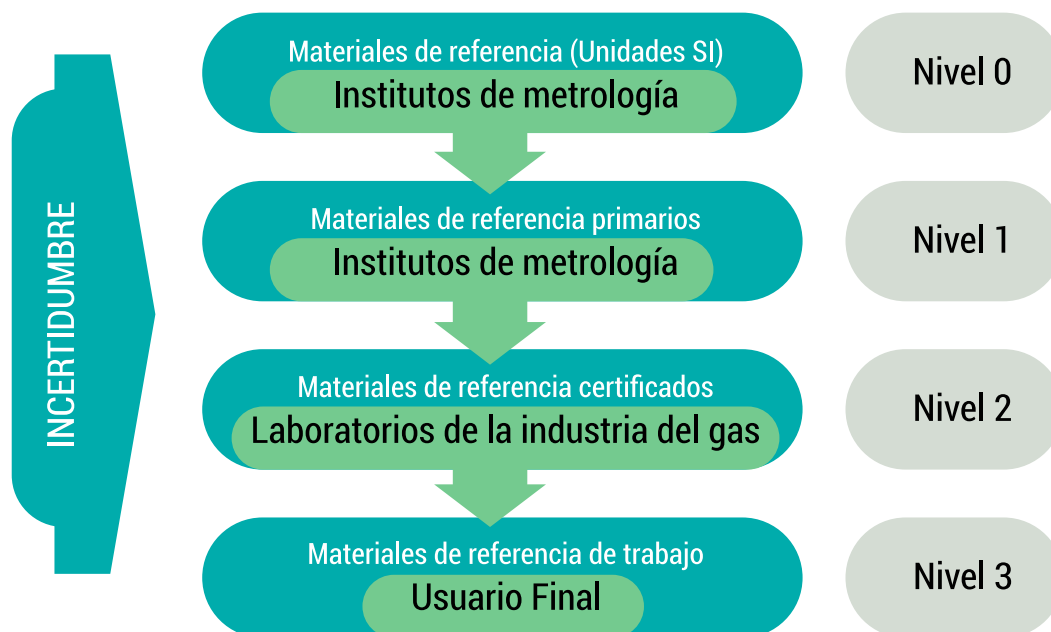 Materiales de referencia (Unidades SI)
Institutos de metrología
Nivel 0
Materiales de referencia primarios
Institutos de metrología
Nivel 1
INCERTIDUMBRE
Materiales de referencia certificados
Laboratorios de la industria del gas
Nivel 2
Materiales de referencia de trabajo
Usuario Final
Nivel 3